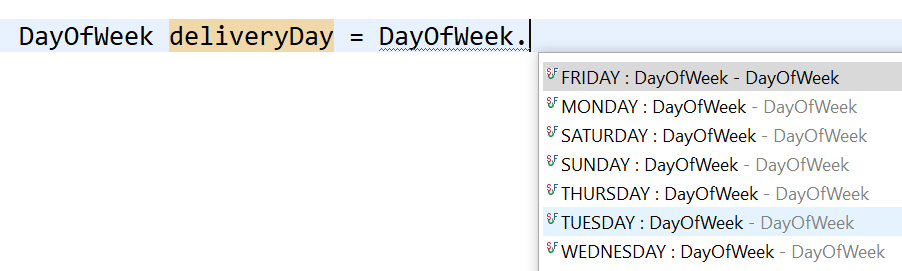 DayOfWeek deliveryDay = DayOfWeek.
FRIDAY : DayOfWeek - DayOfWeek
MONDAY : DayOfWeek - DayOfWeek
SATURDAY : DayOfWeek - DayOfWeek
SUNDAY : DayOfWeek - DayOfWeek
THURSDAY : DayOfWeek - DayOfWeek
TUESDAY : DayOfWeek - DayOfWeek
WEDNESDAY : DayOfWeek - DayOfWeek